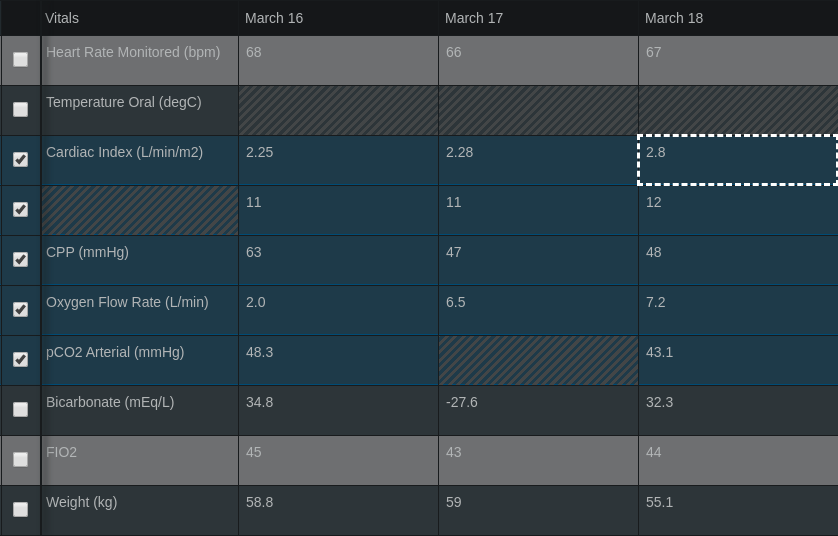 Vitals March 16 March 17 March 18
Heart Rate Monitored (bpm) 68 66 67
Temperature Oral (degC)
Cardiac Index (L/min/m2) 2.25 2.28 2.8
11 11 12
CPP (mmHg) 63 47 48
Oxygen Flow Rate (L/min) 2.0 6.5 7.2
pCO2 Arterial (mmHg) 48.3 43.1
Bicarbonate (mEq/L) 34.8 -27.6 32.3
FIO2 45 43 44
Weight (kg) 58.8 59 55.1